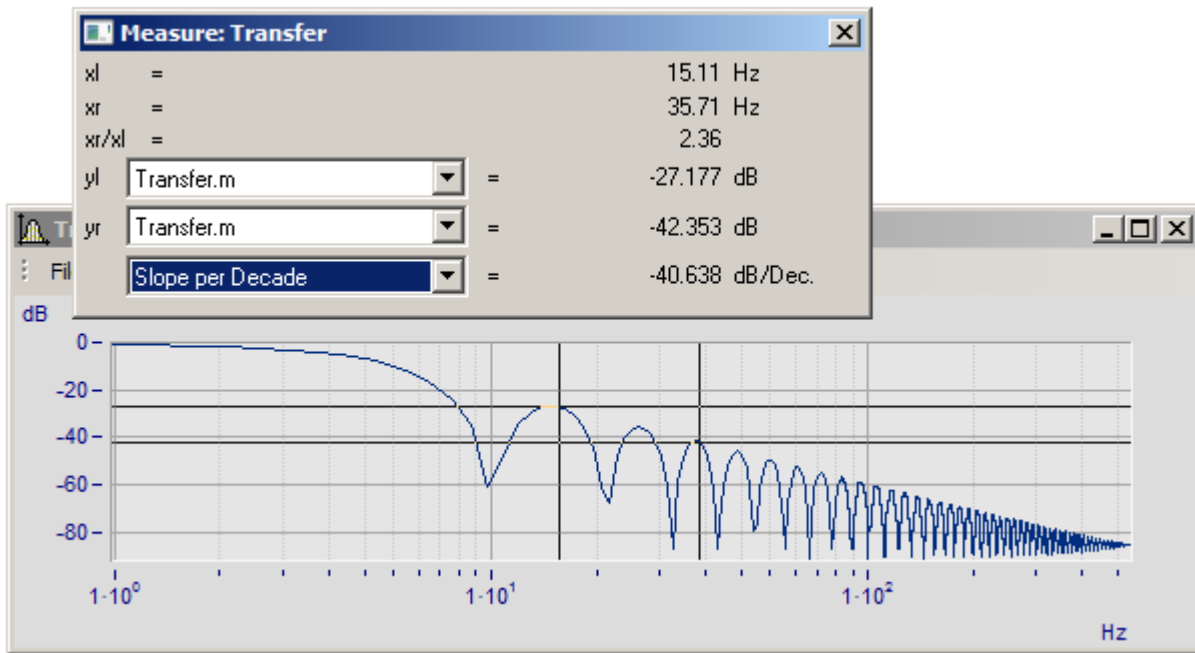 Measure: Transfer
xl = 15.11 Hz
xr = 35.71 Hz
xr/xl = 2.36
yl Transfer.m = -27.177 dB
yr Transfer.m = -42.353 dB
Slope per Decade = -40.638 dB/Dec.
dB
0
-20
-40
-60
-80
1·10⁰ 1·10¹ 1·10²
Hz